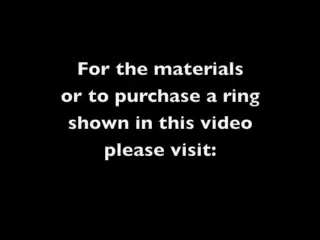 For the materials
or to purchase a ring
shown in this video
please visit: